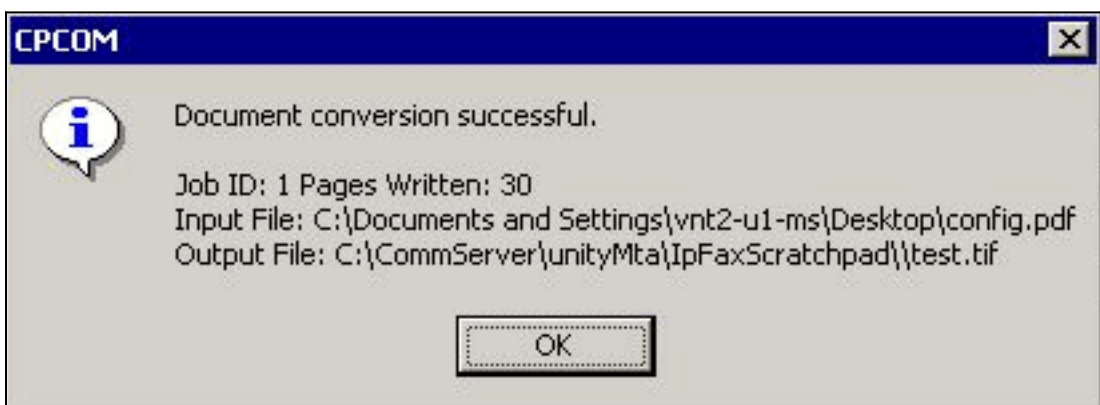 CPCOM
Document conversion successful.
Job ID: 1 Pages Written: 30
Input File: C:\Documents and Settings\vnt2-u1-ms\Desktop\config.pdf
Output File: C:\CommServer\unityMta\IpFaxScratchpad\\test.tif
OK